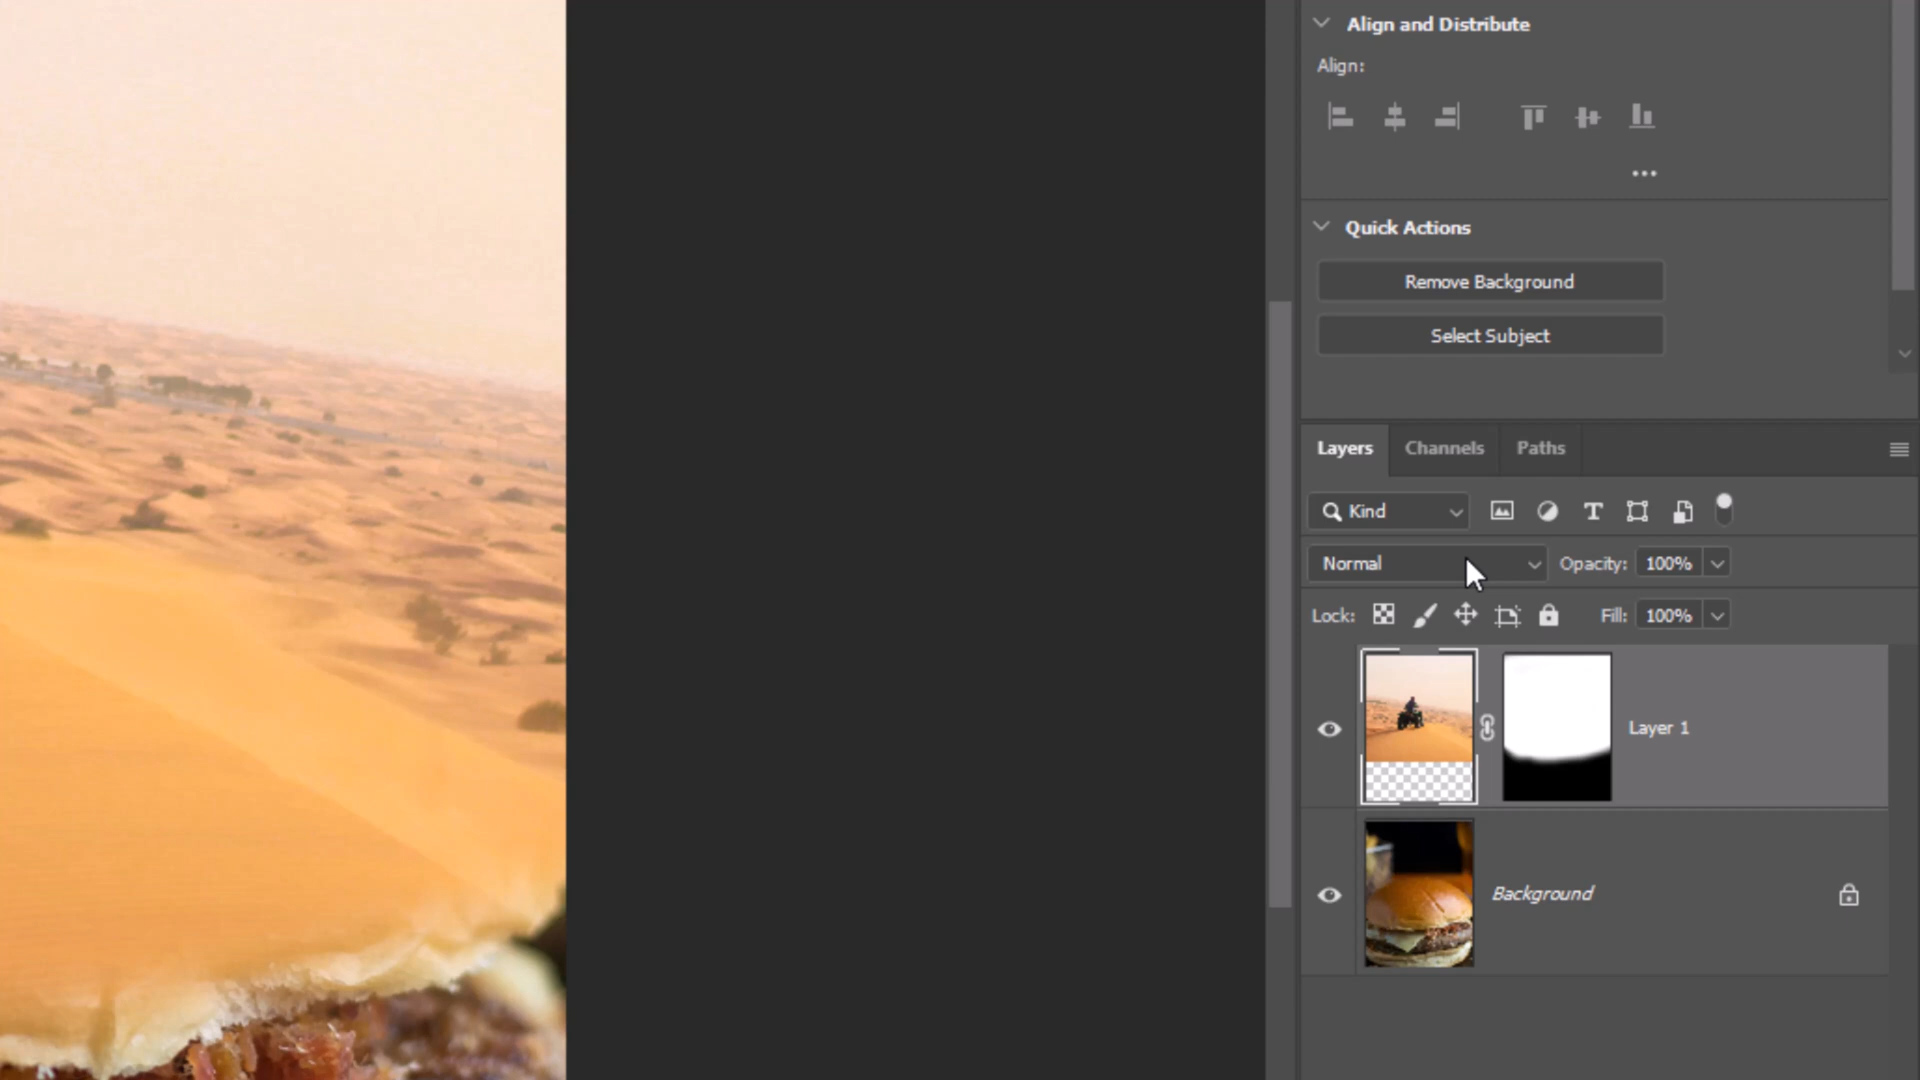 Align and Distribute
Align:
Quick Actions
Remove Background
Select Subject
Layers Channels Paths
Kind
Normal Opacity: 100%
Lock: Fill: 100%
Layer 1
Background